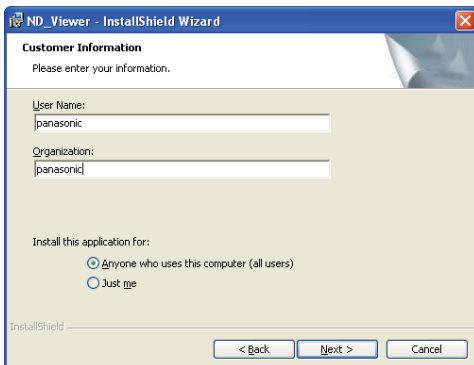 ND_Viewer - InstallShield Wizard
Customer Information
Please enter your information.
User Name:
panasonic
Organization:
panasonic
Install this application for:
Anyone who uses this computer (all users)
Just me
InstallShield
< Back Next > Cancel